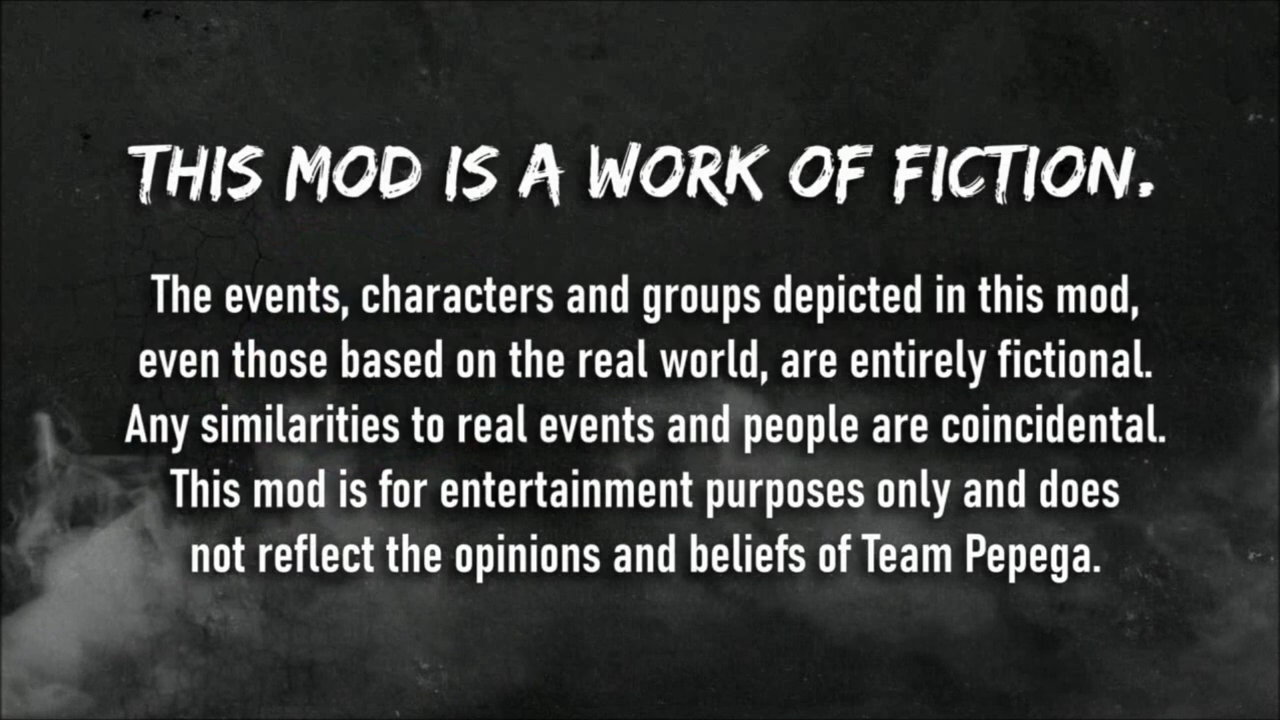 THIS MOD IS A WORK OF FICTION.
The events, characters and groups depicted in this mod,
even those based on the real world, are entirely fictional.
Any similarities to real events and people are coincidental.
This mod is for entertainment purposes only and does
not reflect the opinions and beliefs of Team Pepega.